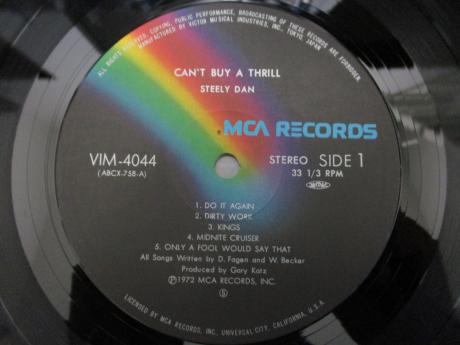 ALL RIGHTS RESERVED. COPYING, PUBLIC PERFORMANCE, BROADCASTING OF THESE RECORDS ARE FORBIDDEN.
MANUFACTURED BY VICTOR MUSICAL INDUSTRIES, INC., TOKYO, JAPAN
CAN'T BUY A THRILL
STEELY DAN
MCA RECORDS
VIM-4044
(ABCX-758-A)
STEREO SIDE 1
33 1/3 RPM
1. DO IT AGAIN
2. DIRTY WORK
3. KINGS
4. MIDNITE CRUISER
5. ONLY A FOOL WOULD SAY THAT
All Songs Written by D. Fagen and W. Becker
Produced by Gary Katz
Ⓟ1972 MCA RECORDS, INC.
Ⓢ
LICENSED BY MCA RECORDS, INC., UNIVERSAL CITY, CALIFORNIA, U.S.A.